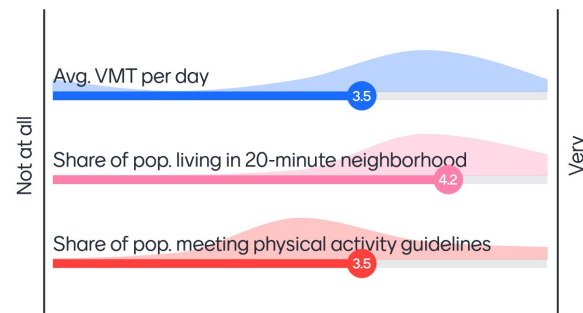 Avg. VMT per day
3.5
Not at all
Share of pop. living in 20-minute neighborhood
4.2
Very
Share of pop. meeting physical activity guidelines
3.5